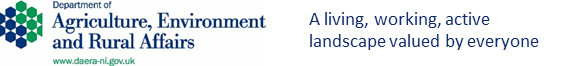 Department of
Agriculture, Environment
and Rural Affairs
www.daera-ni.gov.uk
A living, working, active
landscape valued by everyone